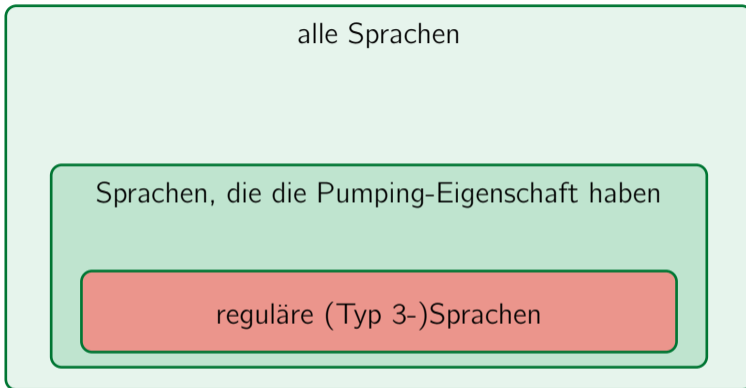 alle Sprachen
Sprachen, die die Pumping-Eigenschaft haben
reguläre (Typ 3-)Sprachen